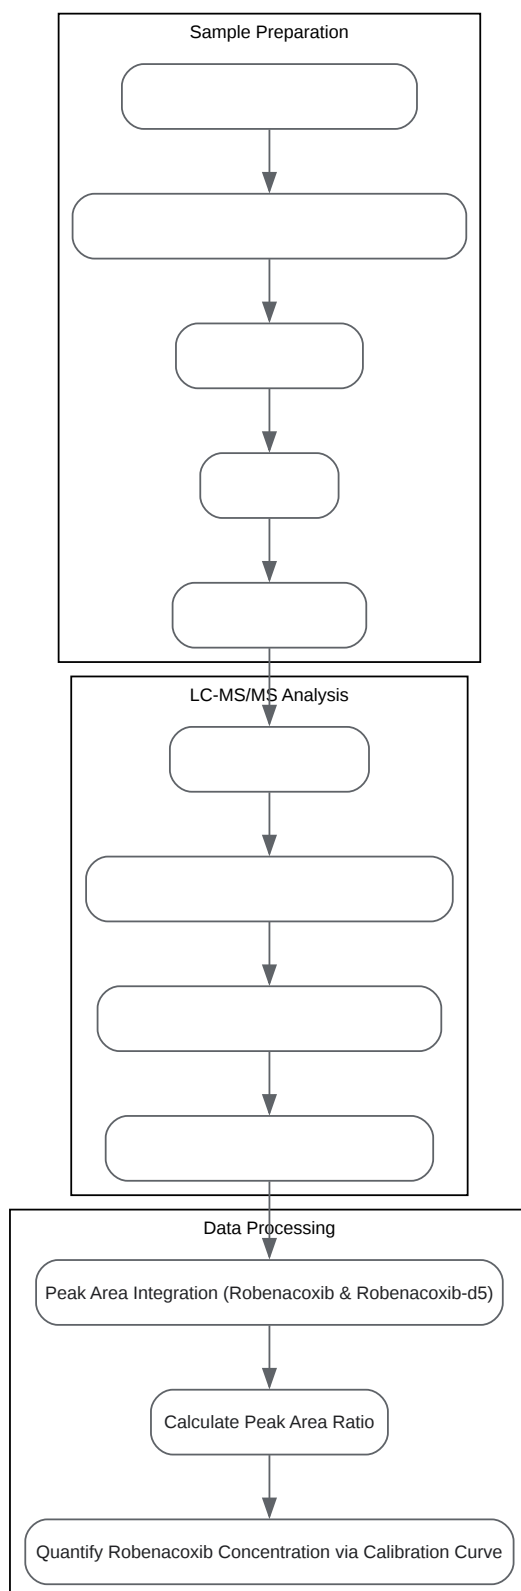 Sample Preparation
LC-MS/MS Analysis
Data Processing
Peak Area Integration (Robenacoxib & Robenacoxib-d5)
Calculate Peak Area Ratio
Quantify Robenacoxib Concentration via Calibration Curve